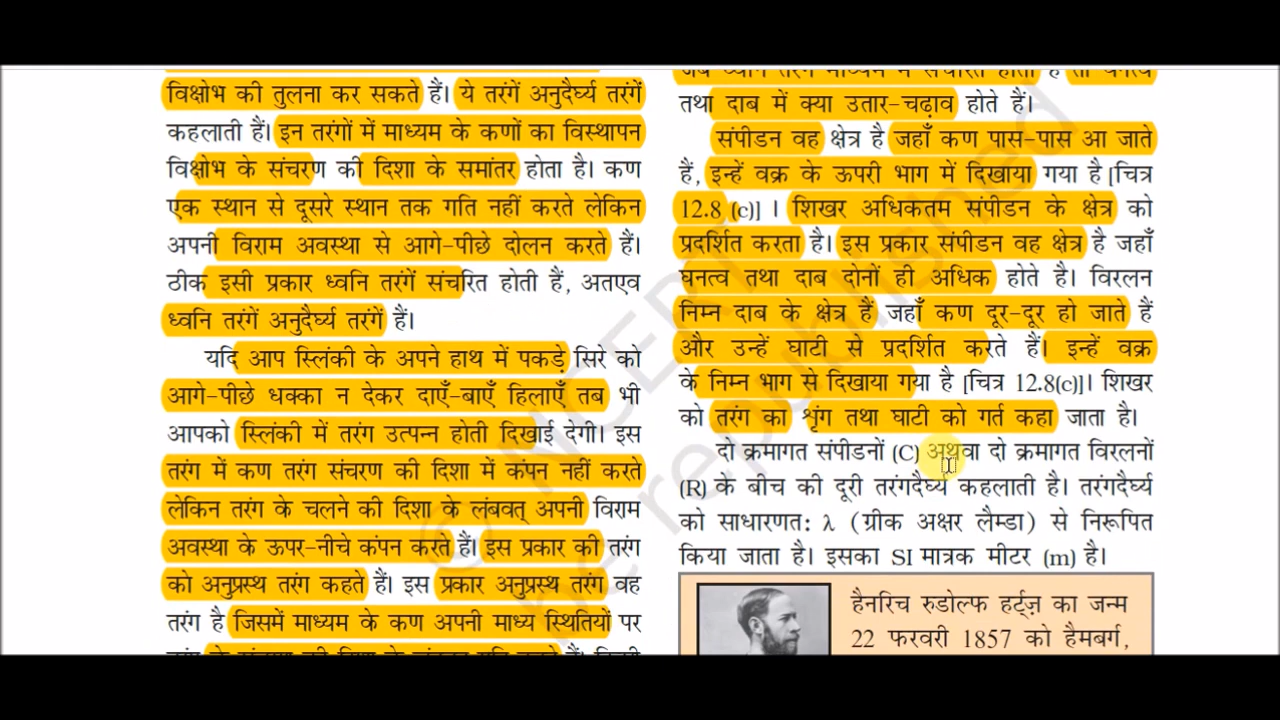 विक्षोभ की तुलना कर सकते हैं। ये तरंगें अनुदैर्घ्य तरंगें
कहलाती हैं। इन तरंगों में माध्यम के कणों का विस्थापन
विक्षोभ के संचरण की दिशा के समांतर होता है। कण
एक स्थान से दूसरे स्थान तक गति नहीं करते लेकिन
अपनी विराम अवस्था से आगे-पीछे दोलन करते हैं।
ठीक इसी प्रकार ध्वनि तरंगें संचरित होती हैं, अतएव
ध्वनि तरंगें अनुदैर्घ्य तरंगें हैं।
यदि आप स्लिंकी के अपने हाथ में पकड़े सिरे को
आगे-पीछे धक्का न देकर दाएँ-बाएँ हिलाएँ तब भी
आपको स्लिंकी में तरंग उत्पन्न होती दिखाई देगी। इस
तरंग में कण तरंग संचरण की दिशा में कंपन नहीं करते
लेकिन तरंग के चलने की दिशा के लंबवत् अपनी विराम
अवस्था के ऊपर-नीचे कंपन करते हैं। इस प्रकार की तरंग
को अनुप्रस्थ तरंग कहते हैं। इस प्रकार अनुप्रस्थ तरंग वह
तरंग है जिसमें माध्यम के कण अपनी माध्य स्थितियों पर
तथा दाब में क्या उतार-चढ़ाव होते हैं।
संपीडन वह क्षेत्र है जहाँ कण पास-पास आ जाते
हैं, इन्हें वक्र के ऊपरी भाग में दिखाया गया है [चित्र
12.8 (c)] । शिखर अधिकतम संपीडन के क्षेत्र को
प्रदर्शित करता है। इस प्रकार संपीडन वह क्षेत्र है जहाँ
घनत्व तथा दाब दोनों ही अधिक होते हैं। विरलन
निम्न दाब के क्षेत्र हैं जहाँ कण दूर-दूर हो जाते हैं
और उन्हें घाटी से प्रदर्शित करते हैं। इन्हें वक्र
के निम्न भाग से दिखाया गया है [चित्र 12.8(c)]। शिखर
को तरंग का शृंग तथा घाटी को गर्त कहा जाता है।
दो क्रमागत संपीडनों (C) अथवा दो क्रमागत विरलनों
(R) के बीच की दूरी तरंगदैर्घ्य कहलाती है। तरंगदैर्घ्य
को साधारणत: λ (ग्रीक अक्षर लैम्डा) से निरूपित
किया जाता है। इसका SI मात्रक मीटर (m) है।
हैनरिच रुडोल्फ हर्ट्ज़ का जन्म
22 फरवरी 1857 को हैमबर्ग,
© NCERT
be republished